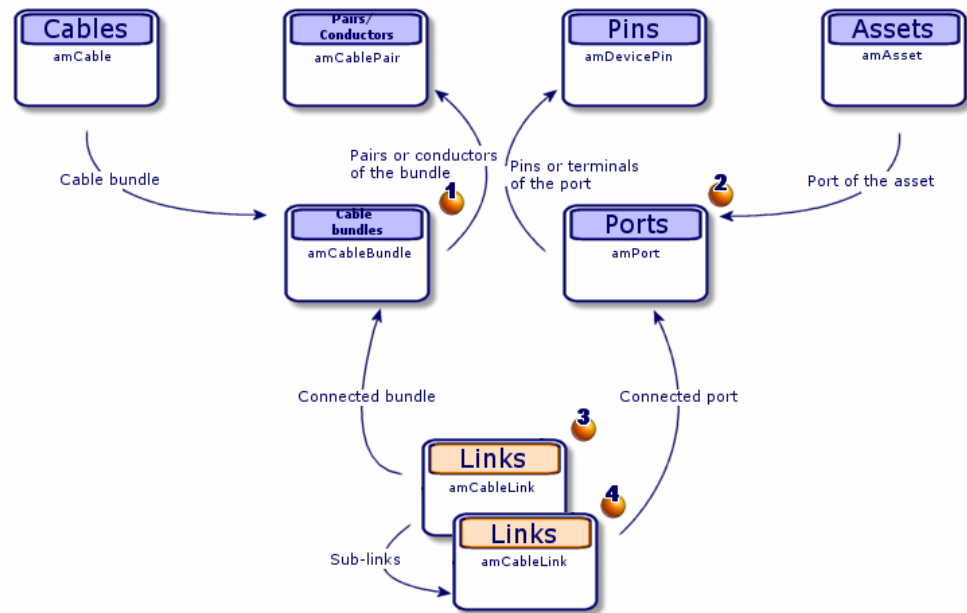 Cables
amCable
Pairs/
Conductors
amCablePair
Pins
amDevicePin
Assets
amAsset
Cable bundle
Pairs or conductors
of the bundle
Pins or terminals
of the port
Port of the asset
1
2
Cable
bundles
amCableBundle
Ports
amPort
Connected bundle
Connected port
3
Links
amCableLink
4
Links
amCableLink
Sub-links